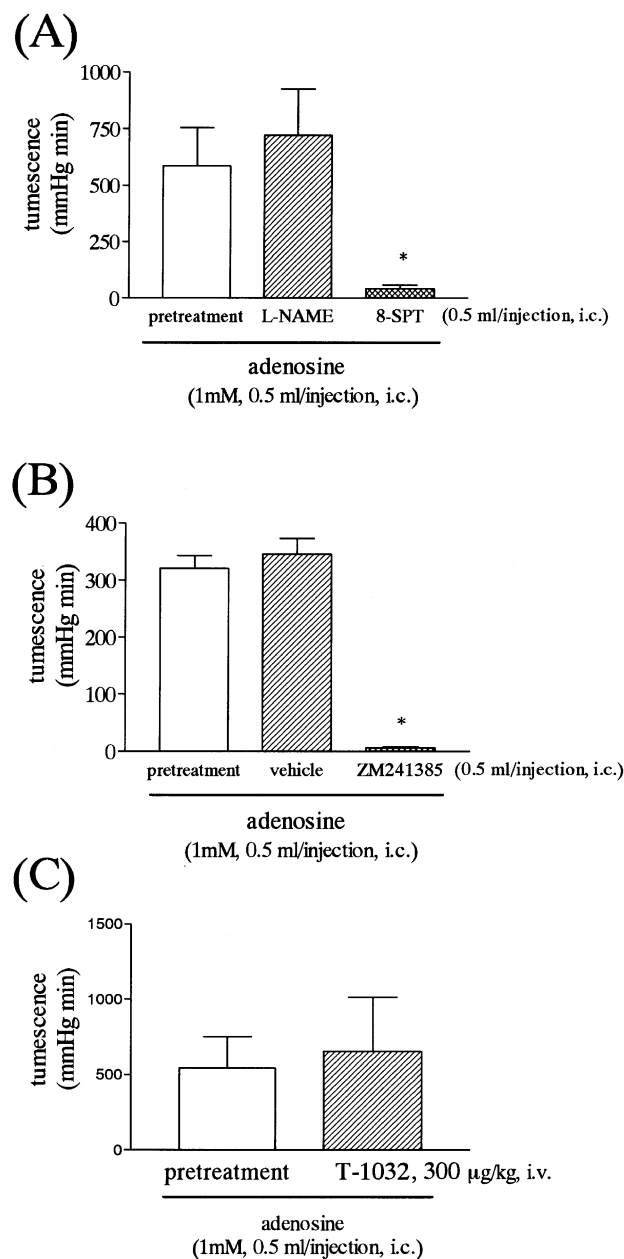 (A)
1000
750
500
250
0
tumescence
(mmHg min)
*
pretreatment L-NAME 8-SPT (0.5 ml/injection, i.c.)
adenosine
(1mM, 0.5 ml/injection, i.c.)
(B)
400
300
200
100
0
tumescence
(mmHg min)
*
pretreatment vehicle ZM241385 (0.5 ml/injection, i.c.)
adenosine
(1mM, 0.5 ml/injection, i.c.)
(C)
1500
1000
500
0
tumescence
(mmHg min)
pretreatment T-1032, 300 μg/kg, i.v.
adenosine
(1mM, 0.5 ml/injection, i.c.)